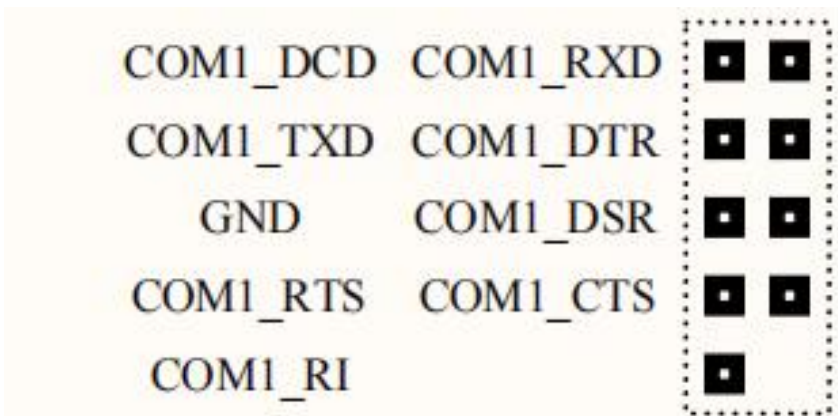 COM1_DCD COM1_RXD
COM1_TXD COM1_DTR
GND COM1_DSR
COM1_RTS COM1_CTS
COM1_RI